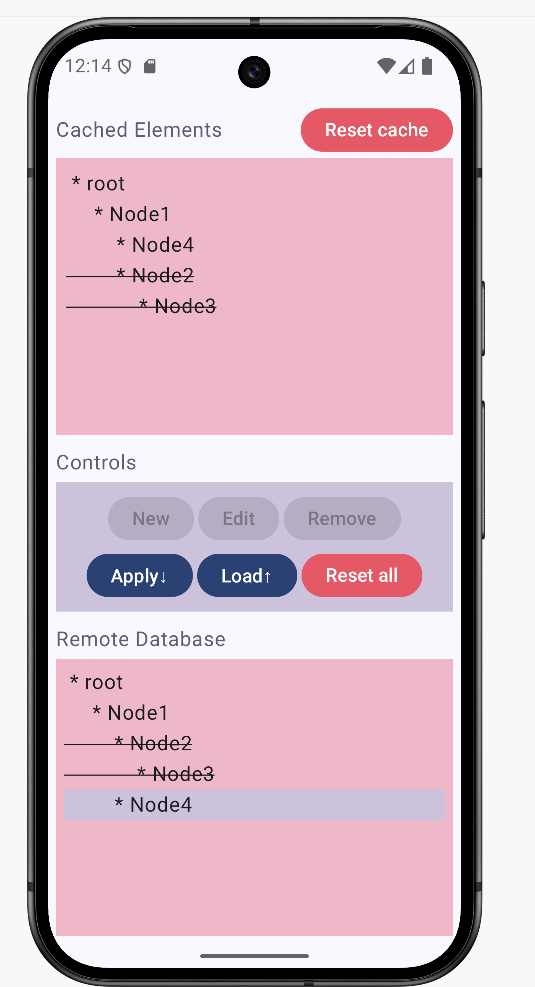 12:14
Cached Elements Reset cache
* root
* Node1
* Node4
* Node2
* Node3
Controls
New Edit Remove
Apply↓ Load↑ Reset all
Remote Database
* root
* Node1
* Node2
* Node3
* Node4